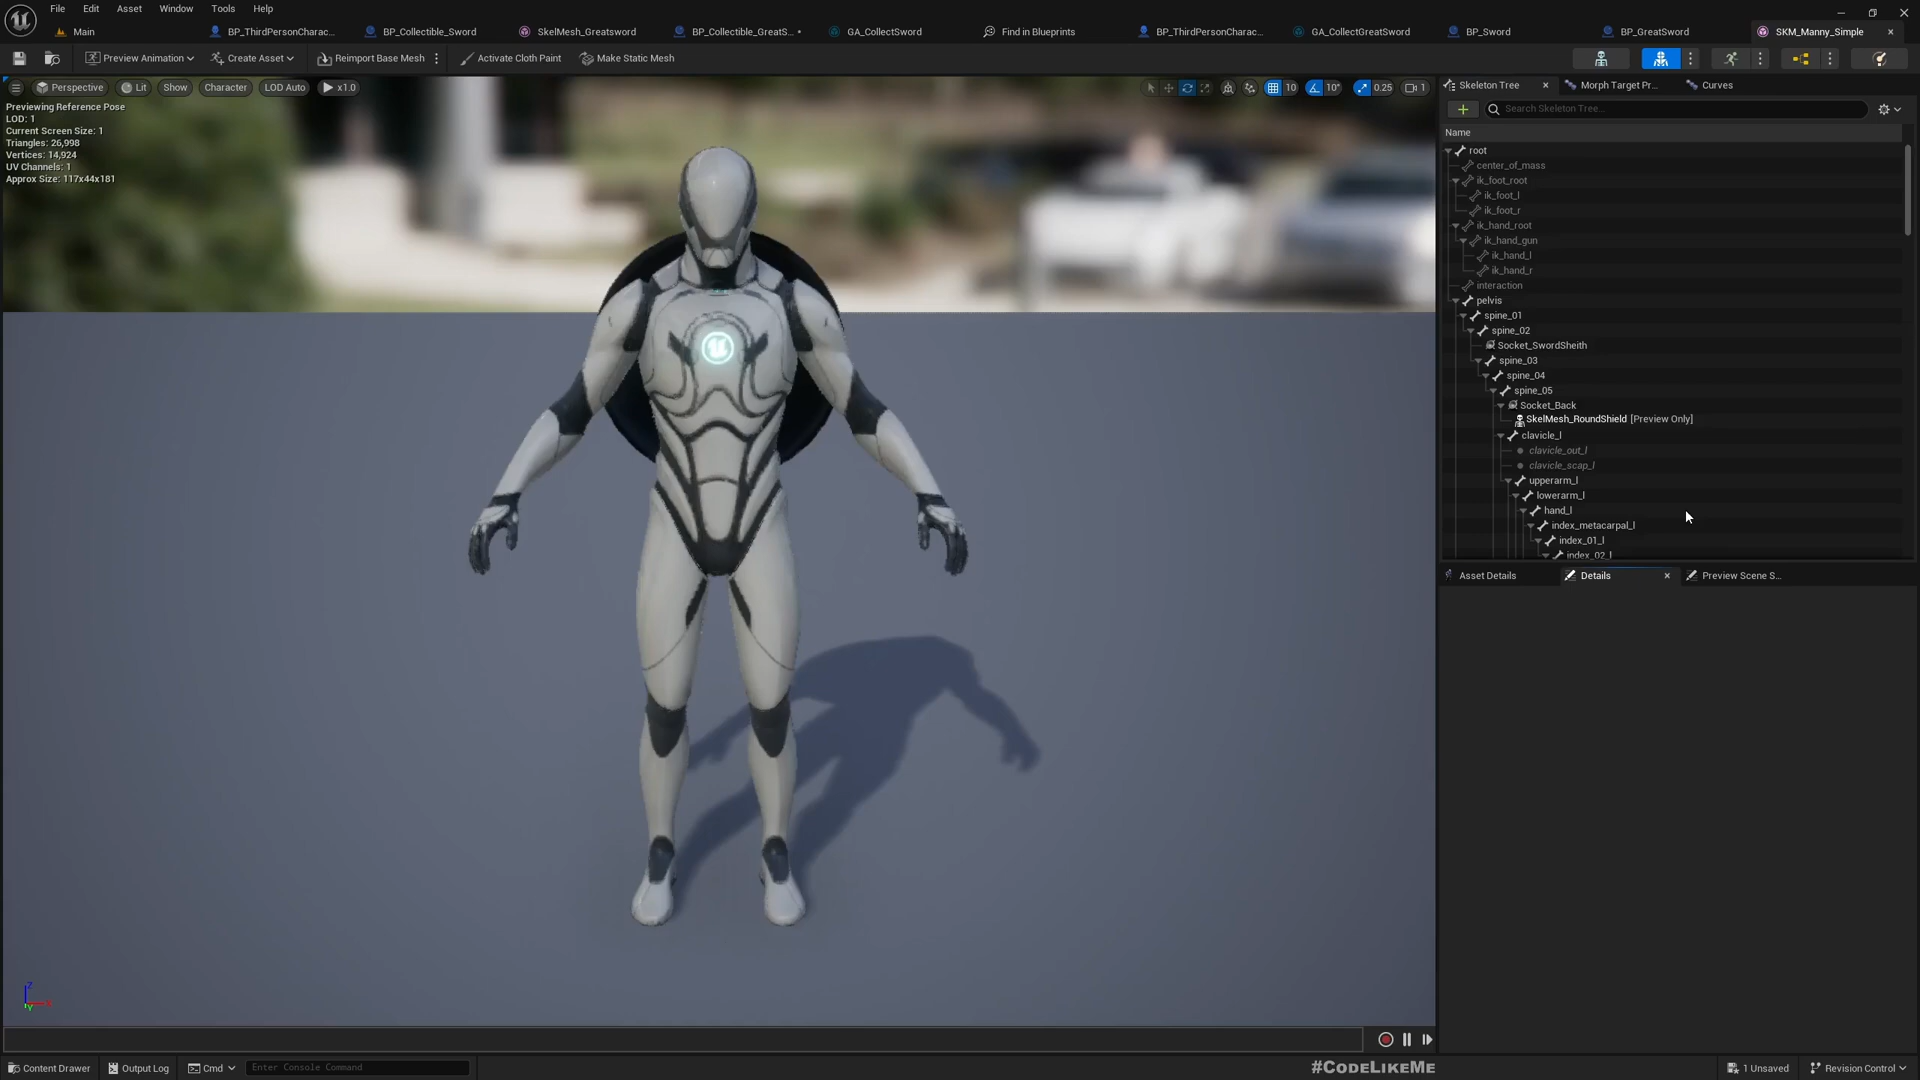 File Edit Asset Window Tools Help
Main BP_ThirdPersonCharac... BP_Collectible_Sword SkelMesh_Greatsword BP_Collectible_GreatS... • GA_CollectSword Find in Blueprints BP_ThirdPersonCharac... GA_CollectGreatSword BP_Sword BP_GreatSword SKM_Manny_Simple
Preview Animation Create Asset Reimport Base Mesh Activate Cloth Paint Make Static Mesh
Perspective Lit Show Character LOD Auto x1.0 10 10° 0.25 1
Previewing Reference Pose
LOD: 1
Current Screen Size: 1
Triangles: 26,998
Vertices: 14,924
UV Channels: 1
Approx Size: 117x44x181
Z
X
Y
Skeleton Tree Morph Target Pr... Curves
Search Skeleton Tree...
Name
root
center_of_mass
ik_foot_root
ik_foot_l
ik_foot_r
ik_hand_root
ik_hand_gun
ik_hand_l
ik_hand_r
interaction
pelvis
spine_01
spine_02
Socket_SwordSheith
spine_03
spine_04
spine_05
Socket_Back
SkelMesh_RoundShield [Preview Only]
clavicle_l
clavicle_out_l
clavicle_scap_l
upperarm_l
lowerarm_l
hand_l
index_metacarpal_l
index_01_l
index_02_l
Asset Details Details Preview Scene S...
Content Drawer Output Log Cmd Enter Console Command #CODELIKEME 1 Unsaved Revision Control